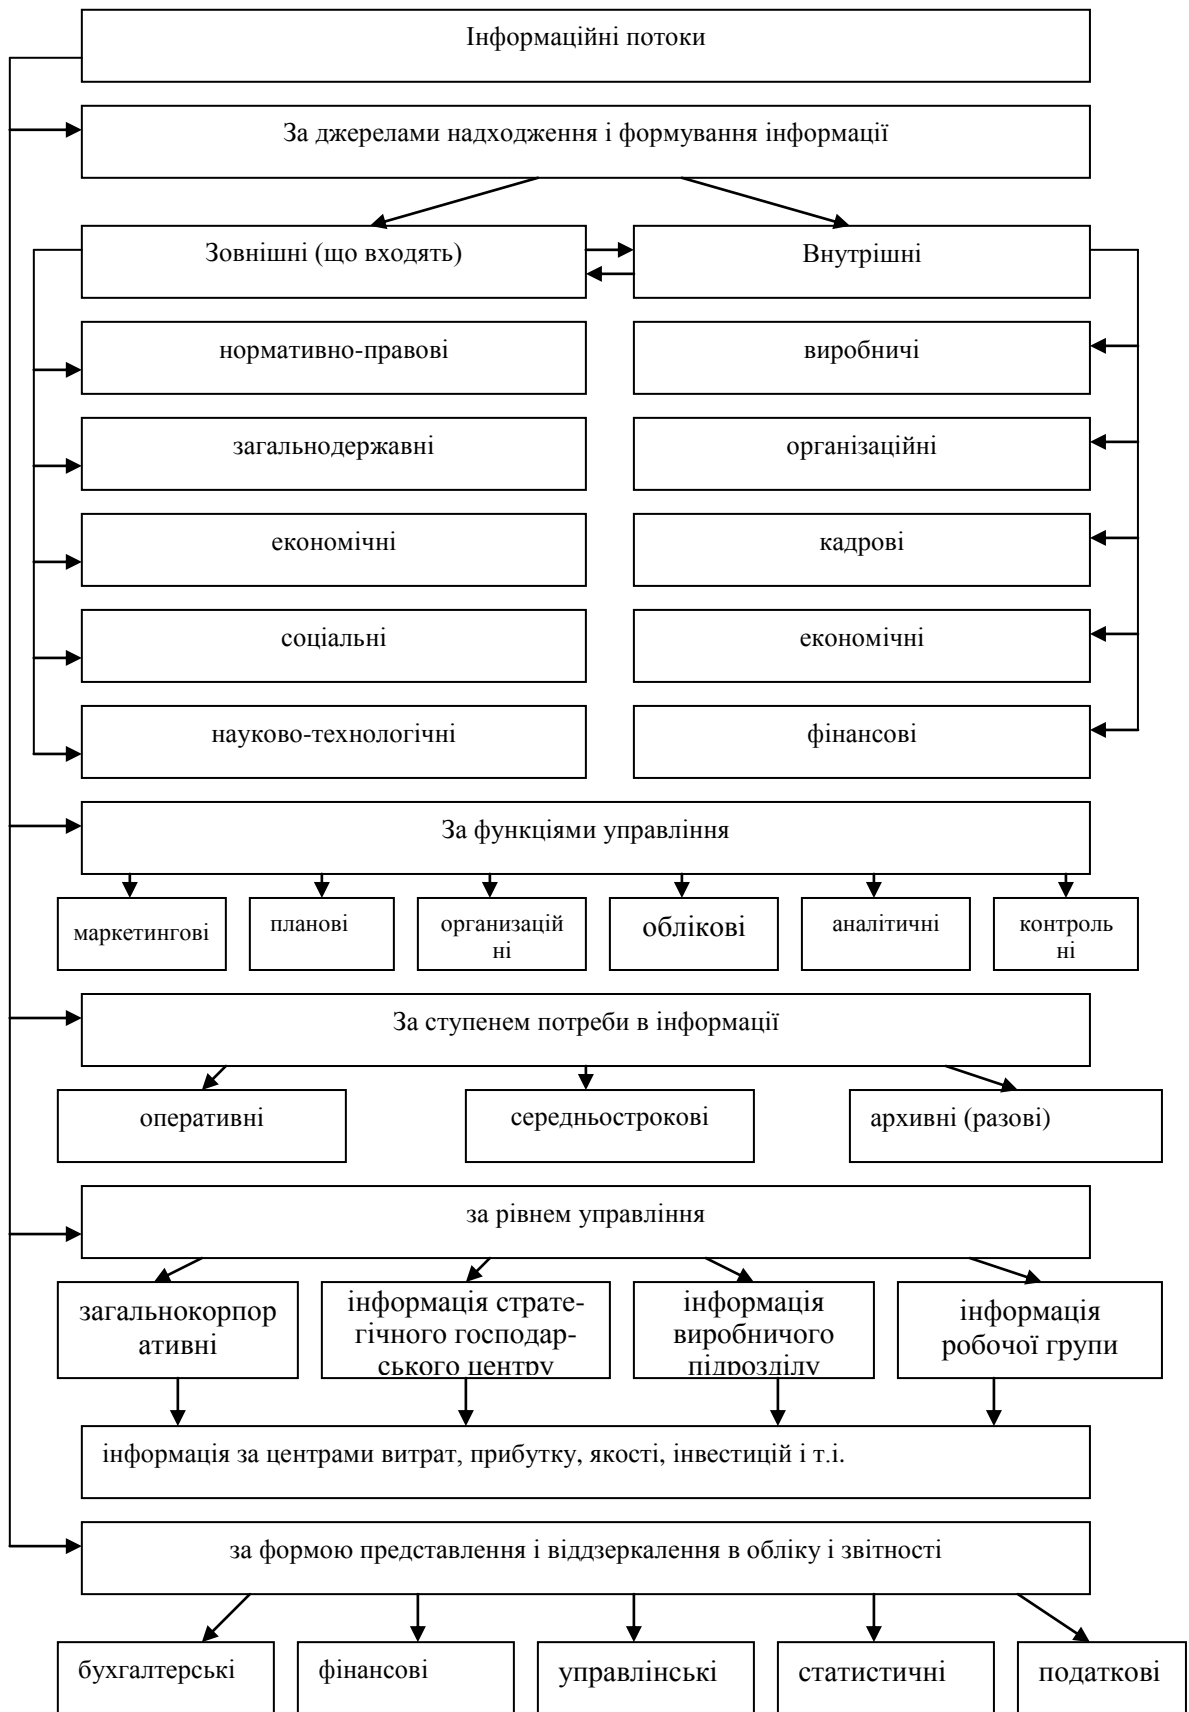 Інформаційні потоки
За джерелами надходження і формування інформації
Зовнішні (що входять)
Внутрішні
нормативно-правові
виробничі
загальнодержавні
організаційні
економічні
кадрові
соціальні
економічні
науково-технологічні
фінансові
За функціями управління
маркетингові
планові
организацій
ні
облікові
аналітичні
контроль
ні
За ступенем потреби в інформації
оперативні
середньострокові
архивні (разові)
за рівнем управління
загальнокорпор
ативні
інформація страте-
гічного господар-
ського центру
інформація
виробничого
підрозділу
інформація
робочої групи
інформація за центрами витрат, прибутку, якості, інвестицій і т.і.
за формою представлення і віддзеркалення в обліку і звітності
бухгалтерські
фінансові
управлінські
статистичні
податкові